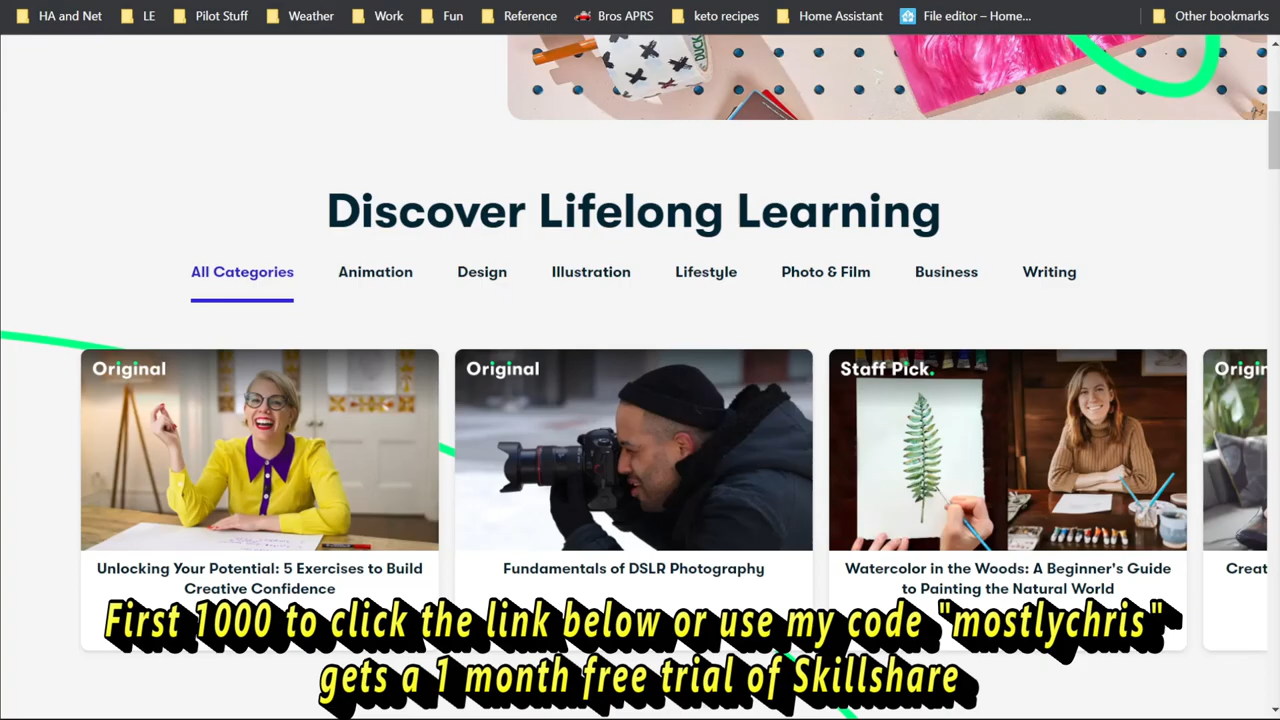 HA and Net LE Pilot Stuff Weather Work Fun Reference Bros APRS keto recipes Home Assistant File editor – Home... Other bookmarks
DUCK
Discover Lifelong Learning
All Categories Animation Design Illustration Lifestyle Photo & Film Business Writing
Original Original Staff Pick. Origin
Unlocking Your Potential: 5 Exercises to Build Creative Confidence
Fundamentals of DSLR Photography
Watercolor in the Woods: A Beginner's Guide to Painting the Natural World
Creat
First 1000 to click the link below or use my code "mostlychris"
gets a 1 month free trial of Skillshare